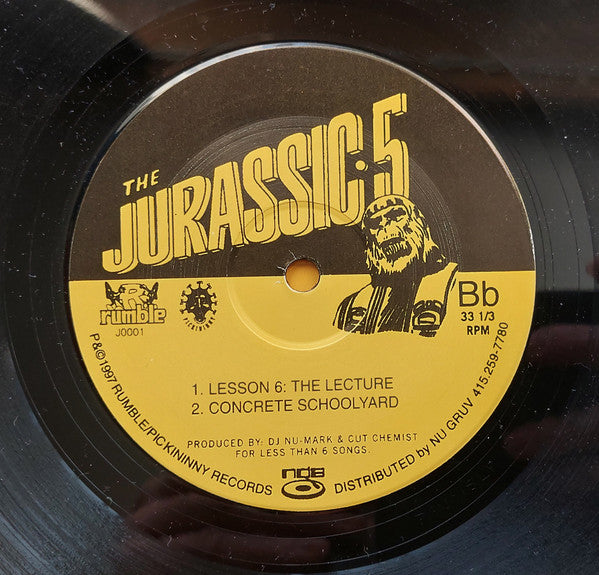 THE
JURASSIC·5
Rumble
J0001
PICKININNY
Bb
33 1/3
RPM
1. LESSON 6: THE LECTURE
2. CONCRETE SCHOOLYARD
PRODUCED BY: DJ NU-MARK & CUT CHEMIST
FOR LESS THAN 6 SONGS.
P&©1997 RUMBLE/PICKININNY RECORDS
DISTRIBUTED by NU GRUV 415.259-7780